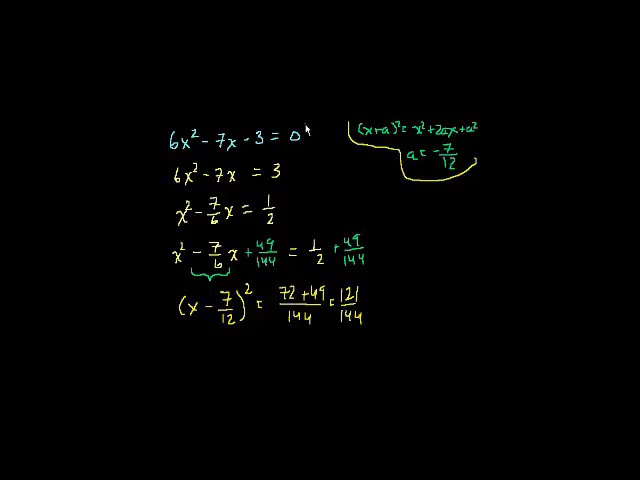 6x² - 7x - 3 = 0
6x² - 7x = 3
x² - 7/6 x = 1/2
x² - 7/6 x + 49/144 = 1/2 + 49/144
(x - 7/12)² = (72 + 49)/144 = 121/144
(x+a)² = x² + 2ax + a²
a = -7/12